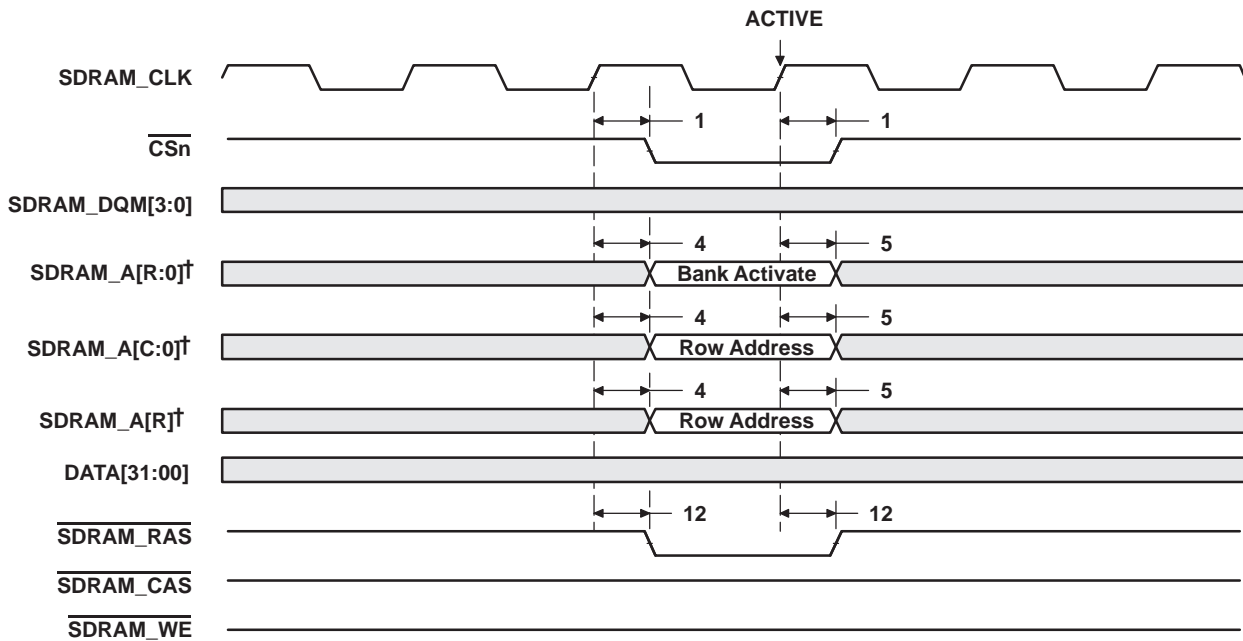 ACTIVE
SDRAM_CLK
1 1
CSn
SDRAM_DQM[3:0]
4 5
SDRAM_A[R:0]† Bank Activate
4 5
SDRAM_A[C:0]† Row Address
4 5
SDRAM_A[R]† Row Address
DATA[31:00]
12 12
SDRAM_RAS
SDRAM_CAS
SDRAM_WE